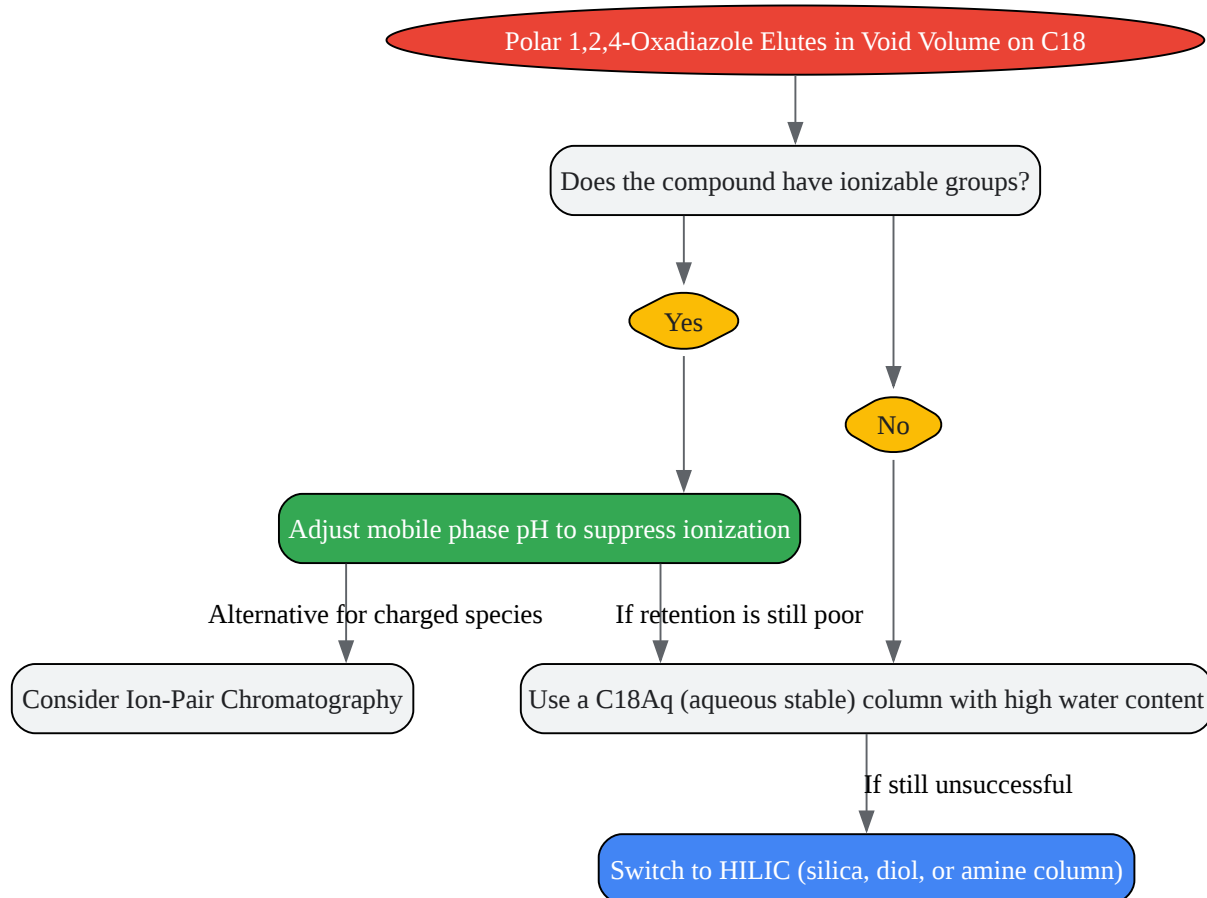 Polar 1,2,4-Oxadiazole Elutes in Void Volume on C18
Does the compound have ionizable groups?
Yes
No
Adjust mobile phase pH to suppress ionization
Alternative for charged species
If retention is still poor
Consider Ion-Pair Chromatography
Use a C18Aq (aqueous stable) column with high water content
If still unsuccessful
Switch to HILIC (silica, diol, or amine column)